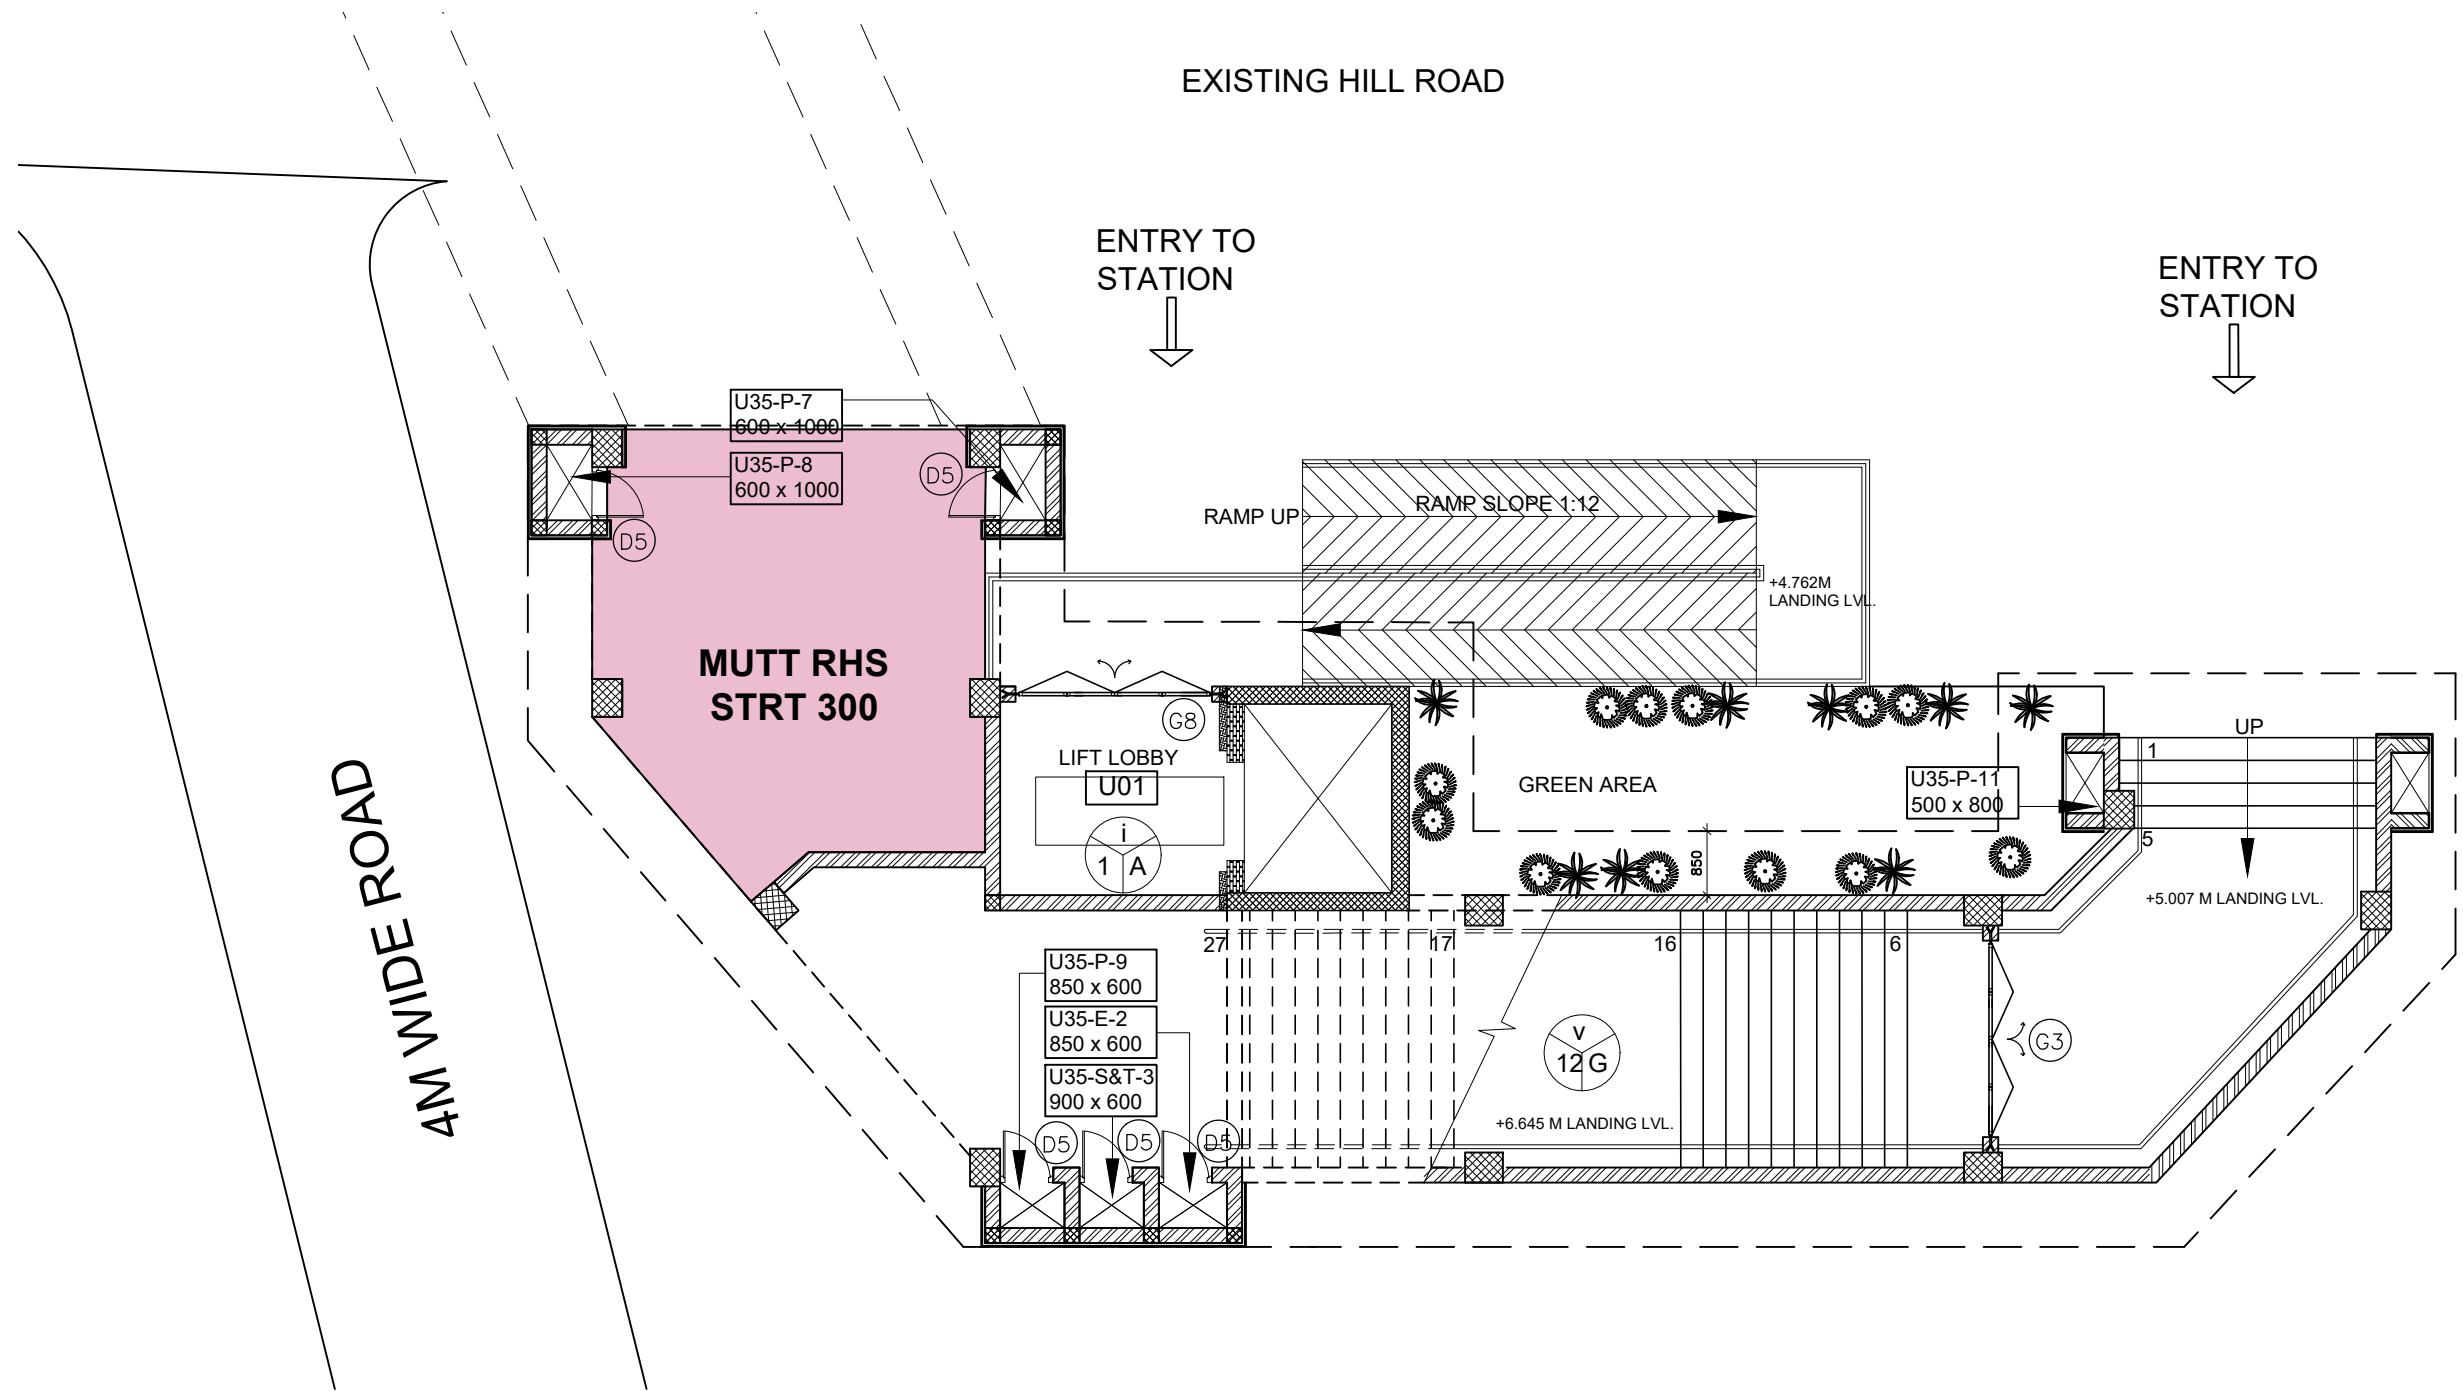 EXISTING HILL ROAD
ENTRY TO
STATION
ENTRY TO
STATION
U35-P-7
600 x 1000
U35-P-8
600 x 1000
D5
D5
RAMP UP
RAMP SLOPE 1:12
+4.762M
LANDING LVL.
MUTT RHS
STRT 300
G8
LIFT LOBBY
U01
i
1 A
GREEN AREA
850
U35-P-11
500 x 800
UP
1
5
+5.007 M LANDING LVL.
4M WIDE ROAD
27
17
16
6
U35-P-9
850 x 600
U35-E-2
850 x 600
U35-S&T-3
900 x 600
D5
D5
D5
v
12 G
G3
+6.645 M LANDING LVL.